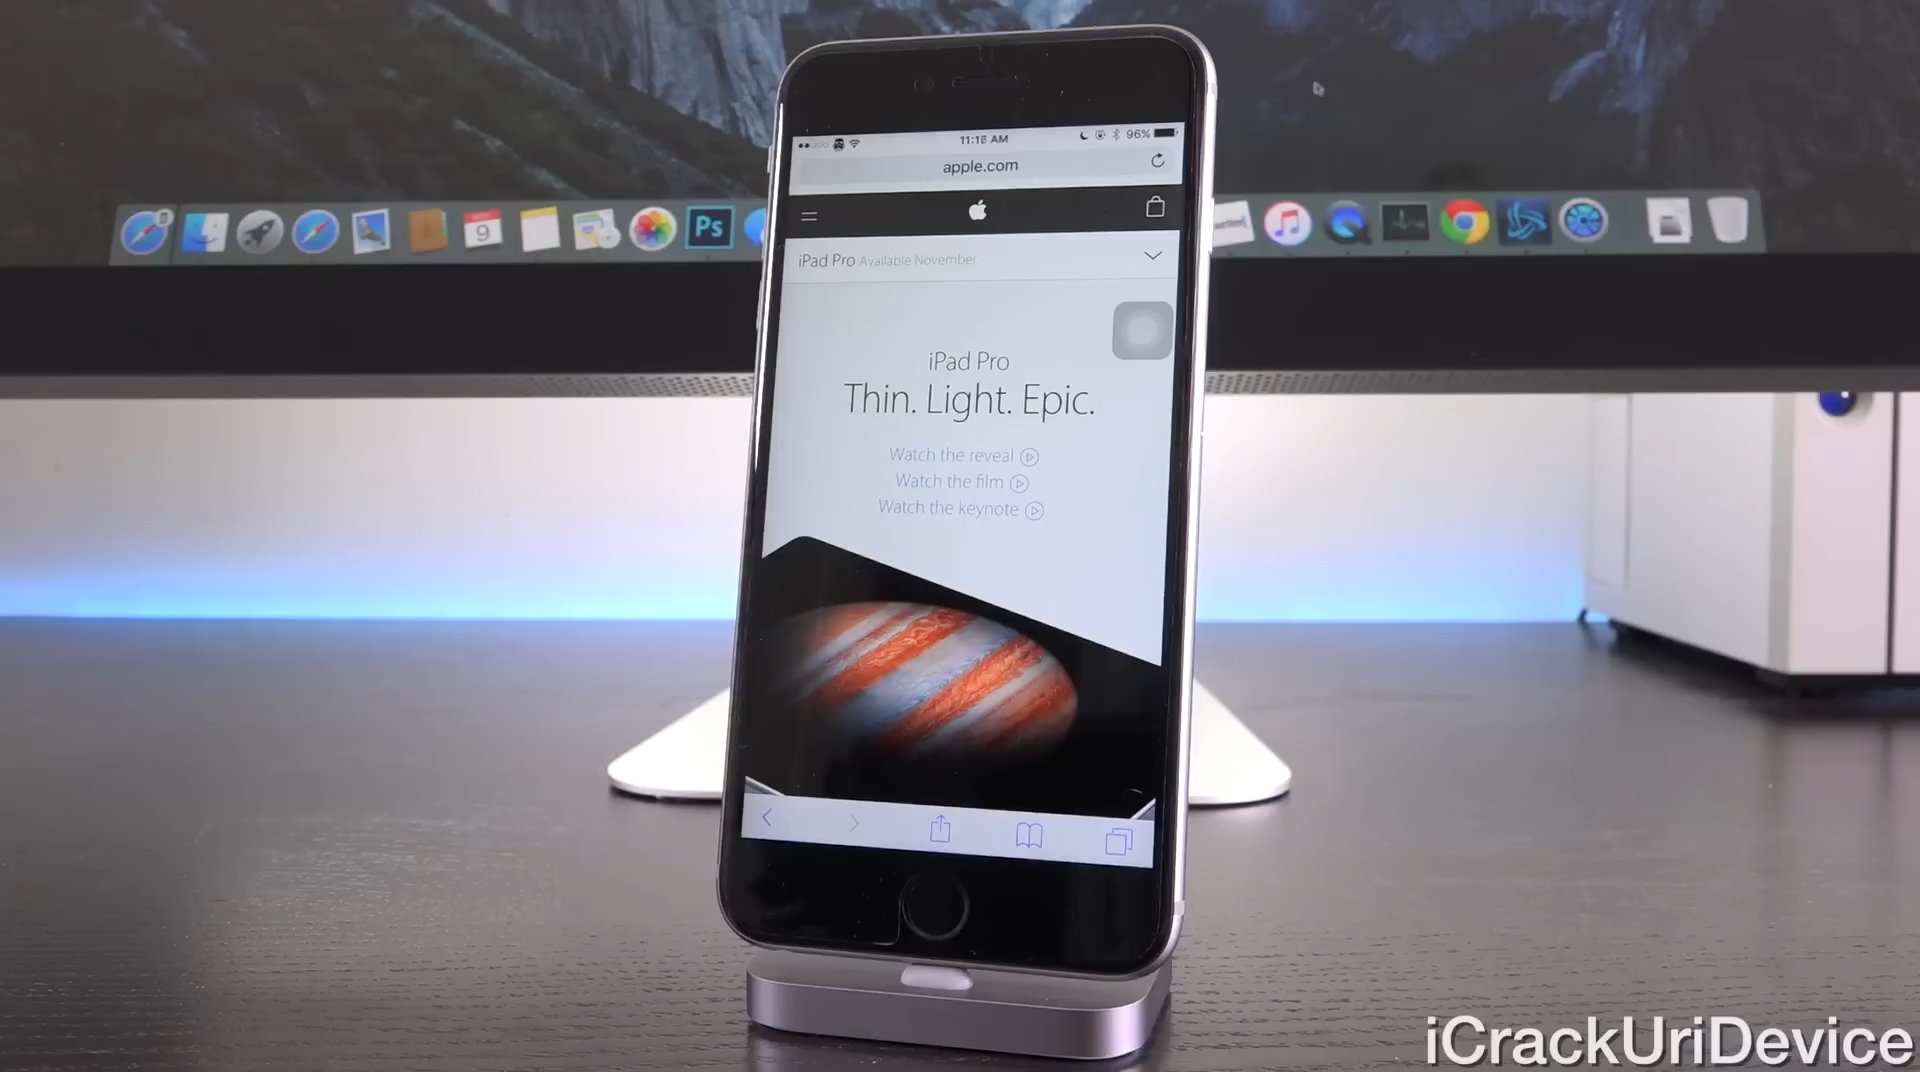 11:16 AM
96%
apple.com
iPad Pro Available November
iPad Pro
Thin. Light. Epic.
Watch the reveal
Watch the film
Watch the keynote
9
Ps
iCrackUriDevice